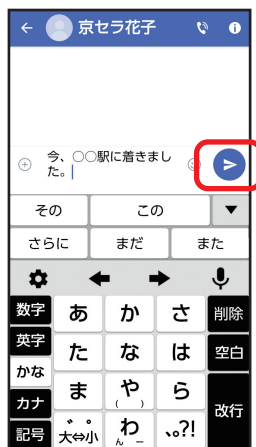 京セラ花子
今、○○駅に着きまし
た。
その この ▼
さらに まだ また
数字 あ か さ 削除
英字 た な は 空白
かな
カナ ま や ら 改行
( )
記号 大⇔小 わ 、。?!
ん ー